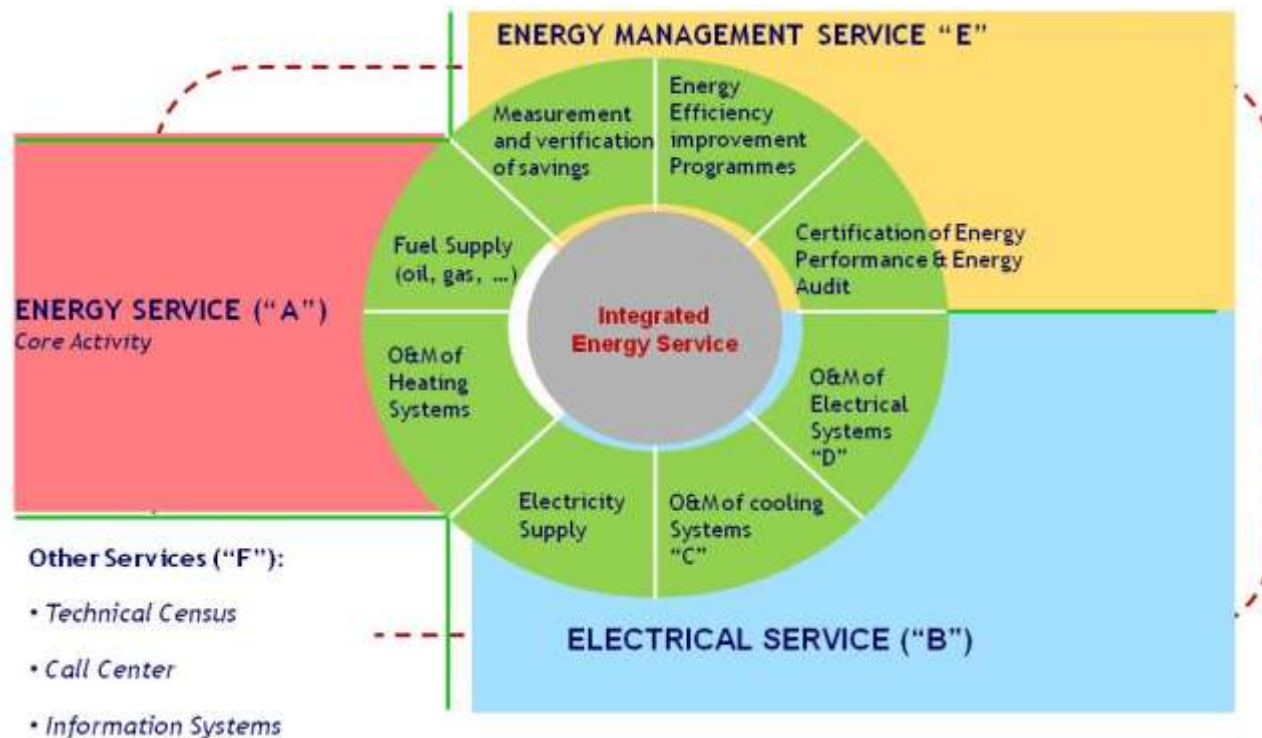 ENERGY MANAGEMENT SERVICE “E”
Measurement
and verification
of savings
Energy
Efficiency
improvement
Programmes
Fuel Supply
(oil, gas, ...)
Certification of Energy
Performance & Energy
Audit
ENERGY SERVICE (“A”)
Core Activity
Integrated
Energy Service
O&M of
Heating
Systems
O&M of
Electrical
Systems
“D”
Electricity
Supply
O&M of cooling
Systems
“C”
Other Services (“F”):
• Technical Census
• Call Center
• Information Systems
ELECTRICAL SERVICE (“B”)